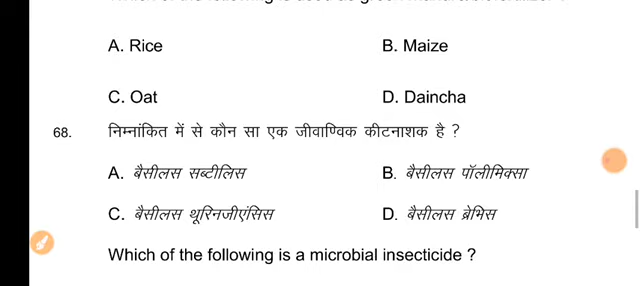 A. Rice B. Maize
C. Oat D. Daincha
68. निम्नांकित में से कौन सा एक जीवाण्विक कीटनाशक है ?
A. बैसीलस सब्टीलिस B. बैसीलस पॉलीमिक्सा
C. बैसीलस थूरिनजीएंसिस D. बैसीलस ब्रेभिस
Which of the following is a microbial insecticide ?